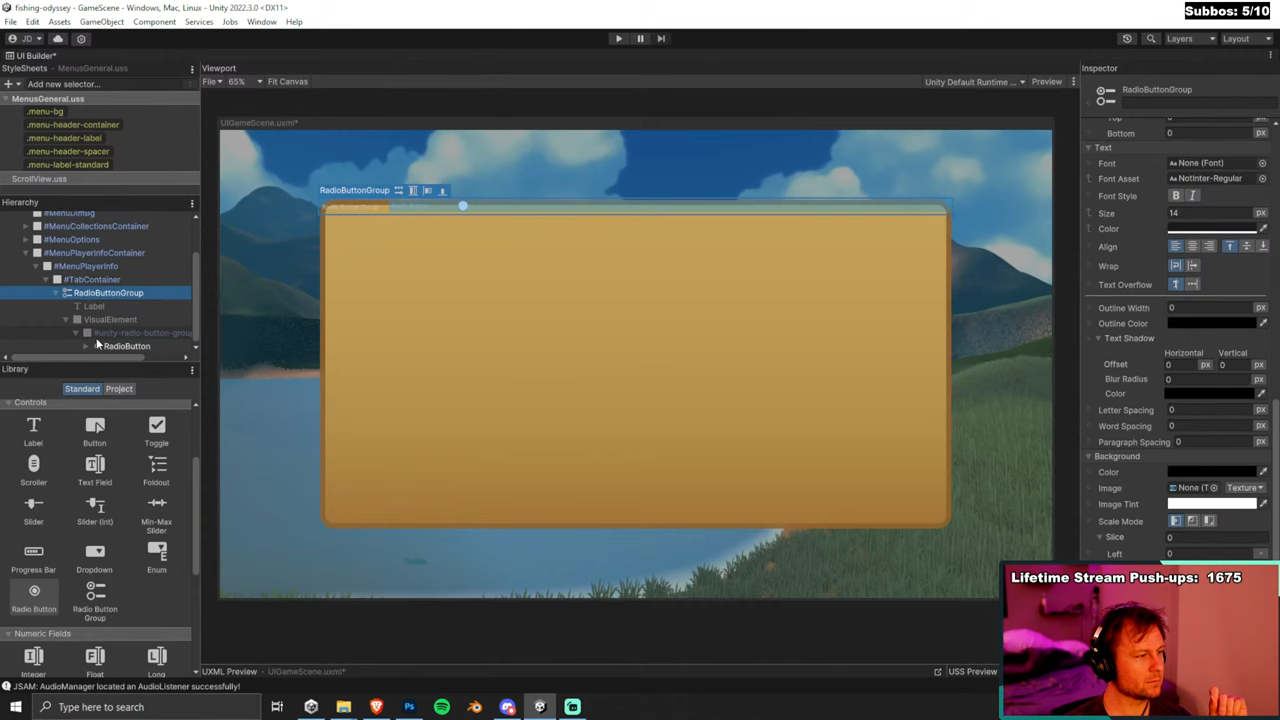 fishing-odyssey - GameScene - Windows, Mac, Linux - Unity 2022.3.0 <DX11>
Subbos: 5/10
File Edit Assets GameObject Component Services Jobs Window Help
JD
Layers
Layout
UI Builder*
StyleSheets MenusGeneral.uss
Add new selector...
MenusGeneral.uss
.menu-bg
.menu-header-container
.menu-header-label
.menu-header-spacer
.menu-label-standard
ScrollView.uss
Hierarchy
#MenuDimBg
#MenuCollectionsContainer
#MenuOptions
#MenuPlayerInfoContainer
#MenuPlayerInfo
#TabContainer
RadioButtonGroup
Label
VisualElement
#unity-radio-button-group
RadioButton
Library
Standard
Project
Controls
Label
Button
Toggle
Scroller
Text Field
Foldout
Slider
Slider (Int)
Min-Max
Slider
Progress Bar
Dropdown
Enum
Radio Button
Radio Button
Group
Numeric Fields
Integer
Float
Long
Viewport
File
65%
Fit Canvas
Unity Default Runtime ...
Preview
UIGameScene.uxml*
RadioButtonGroup
UXML Preview
UIGameScene.uxml*
USS Preview
Inspector
RadioButtonGroup
Top
0
px
Bottom
0
px
Text
Font
None (Font)
Font Asset
NotInter-Regular
Font Style
B
I
Size
14
px
Color
Align
Wrap
Text Overflow
Outline Width
0
px
Outline Color
Text Shadow
Horizontal
Vertical
Offset
0
px
0
px
Blur Radius
0
px
Color
Letter Spacing
0
px
Word Spacing
0
px
Paragraph Spacing
0
px
Background
Color
Image
None (T
Texture
Image Tint
Scale Mode
Slice
0
Left
0
Lifetime Stream Push-ups: 1675
JSAM: AudioManager located an AudioListener successfully!
Type here to search